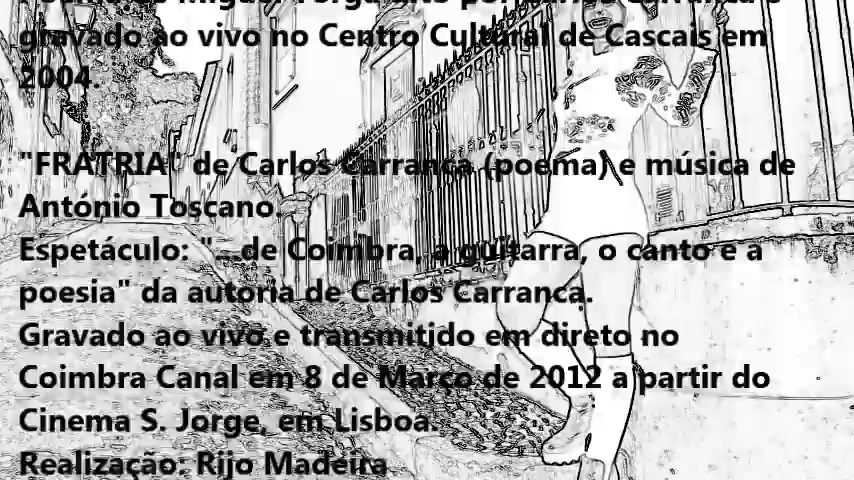 gravado ao vivo no Centro Cultural de Cascais em
2004.
"FRATRIA" de Carlos Carranca (poema) e música de
António Toscano.
Espetáculo: "...de Coimbra, a guitarra, o canto e a
poesia" da autoria de Carlos Carranca.
Gravado ao vivo e transmitido em direto no
Coimbra Canal em 8 de Março de 2012 a partir do
Cinema S. Jorge, em Lisboa.
Realização: Rijo Madeira